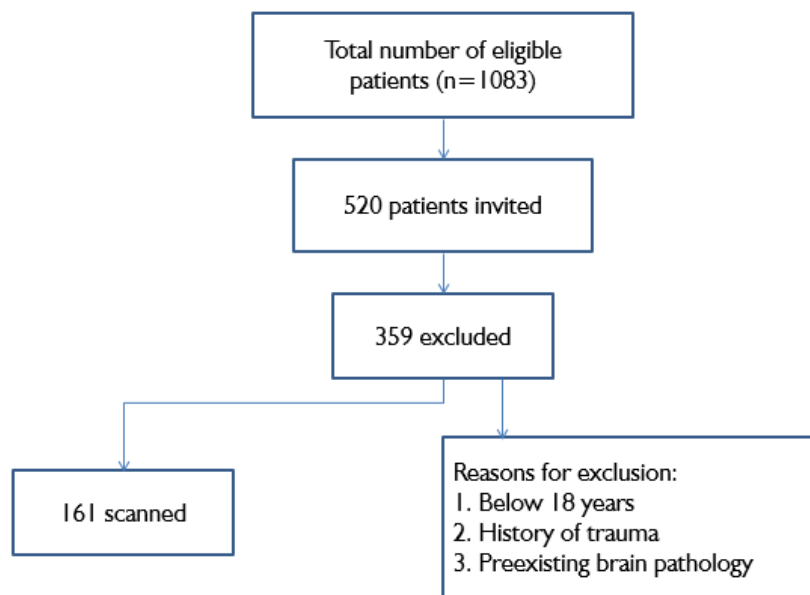 Total number of eligible
patients (n=1083)
520 patients invited
359 excluded
161 scanned
Reasons for exclusion:
1. Below 18 years
2. History of trauma
3. Preexisting brain pathology